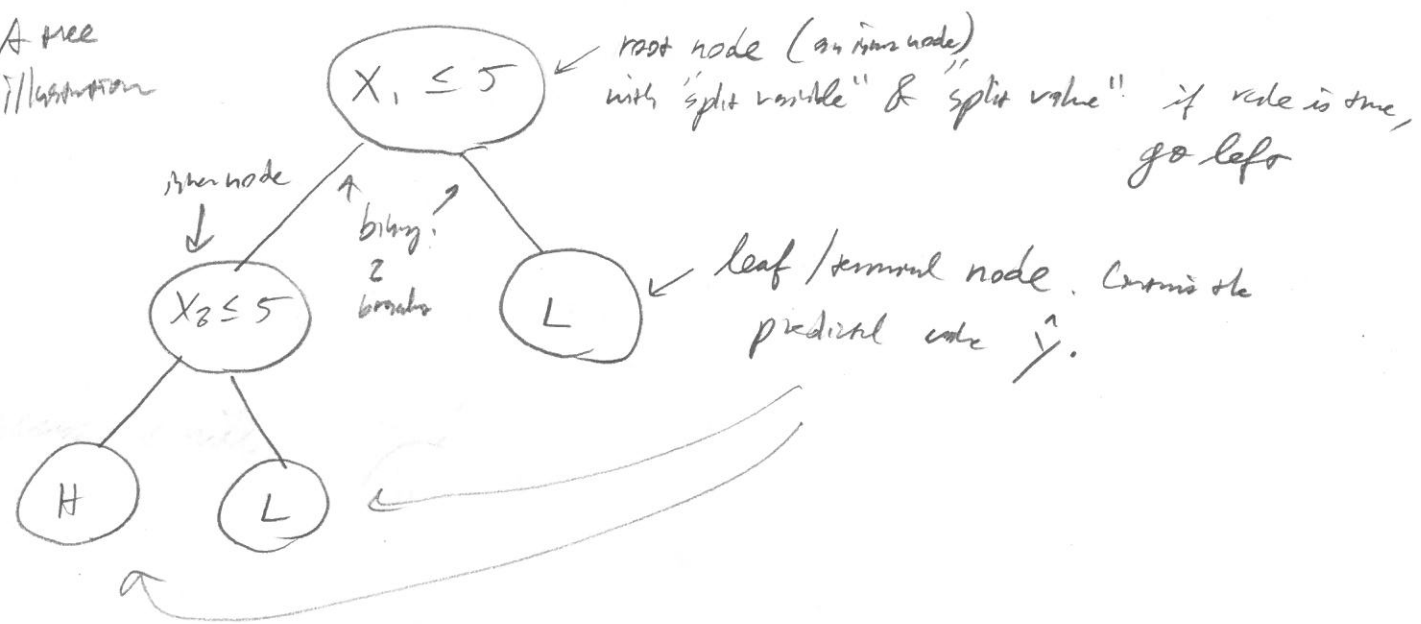 A tree
illustration
X₁ ≤ 5
root node (an inner node)
with "split variable" & "split value" if rule is true,
go left
inner node
binary:
2
branches
X₂ ≤ 5
L
leaf / terminal node. Contains the
predicted value ŷ.
H
L